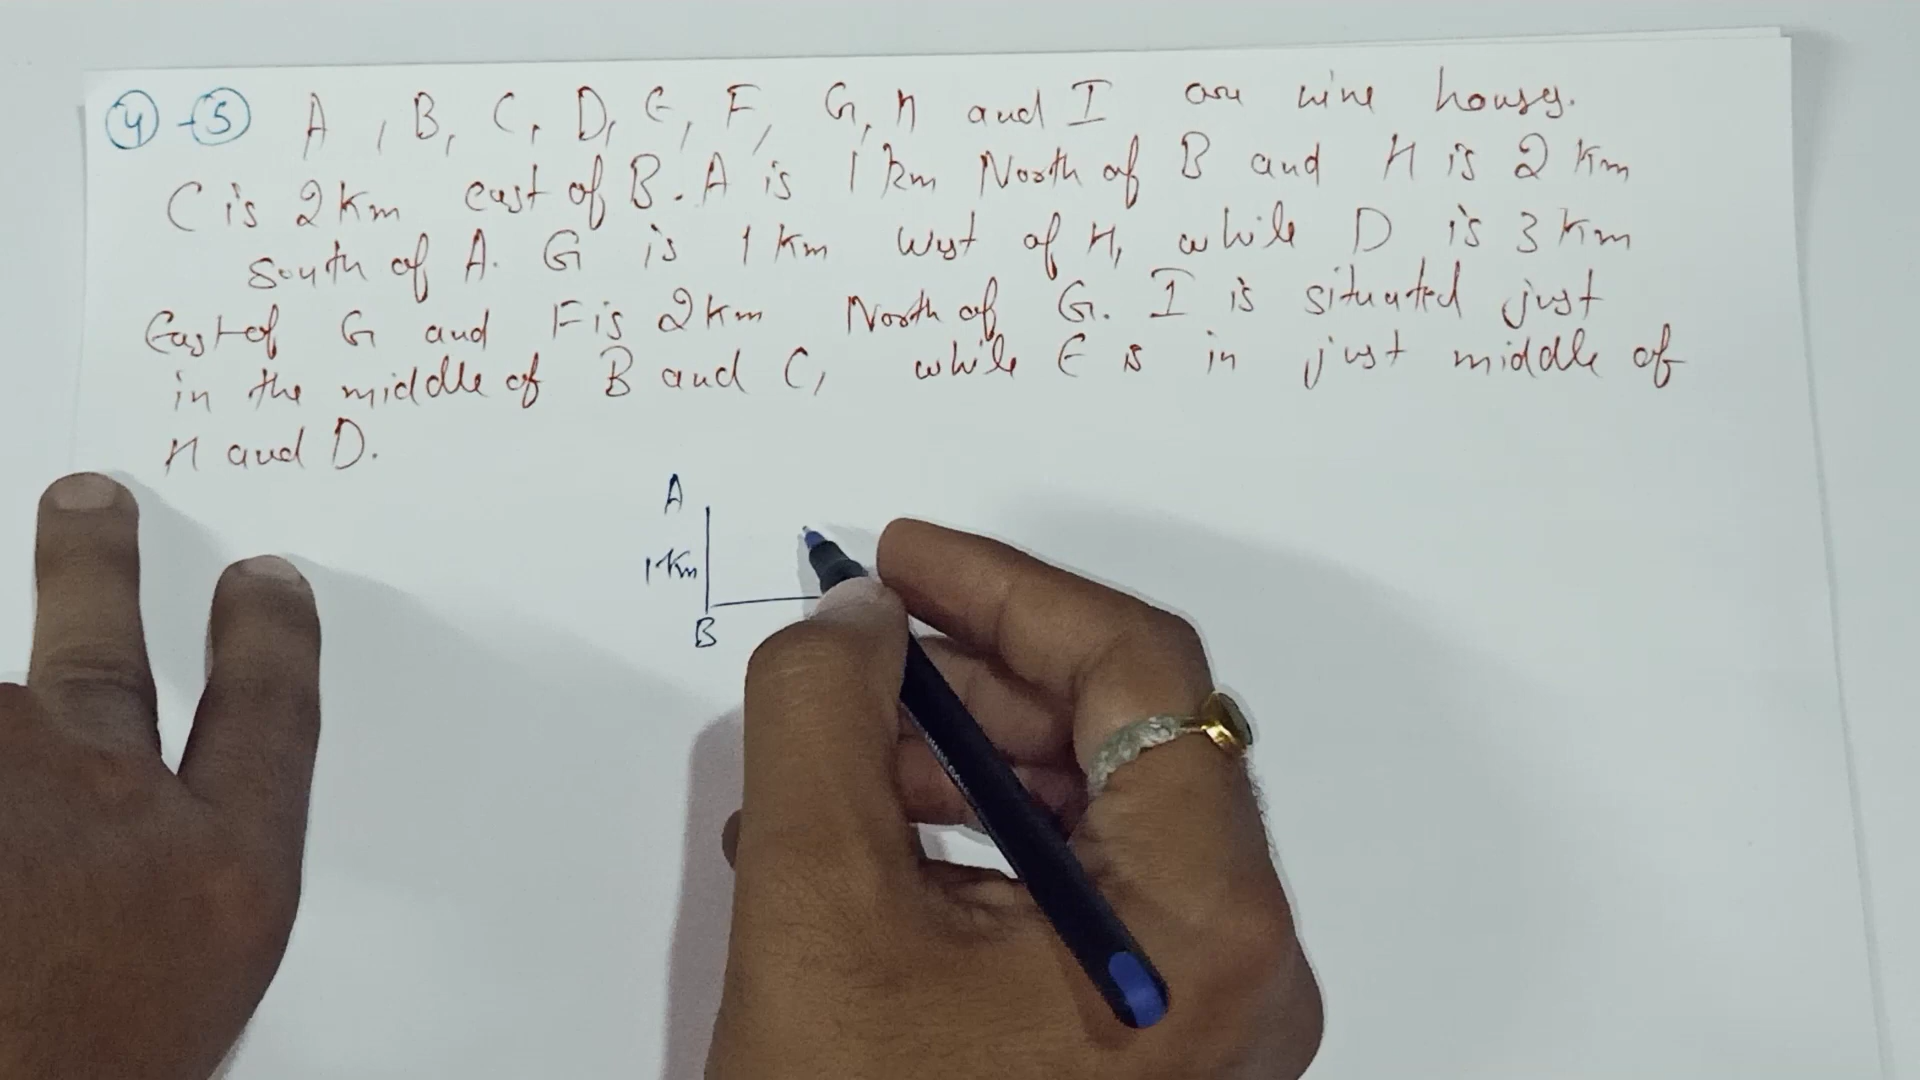 4 - 5 A, B, C, D, E, F, G, H and I are nine houses.
C is 2 Km east of B. A is 1 km North of B and H is 2 Km
south of A. G is 1 Km west of H, while D is 3 Km
East of G and F is 2 Km North of G. I is situated just
in the middle of B and C, while E is in just middle of
H and D.
A
1 Km
B